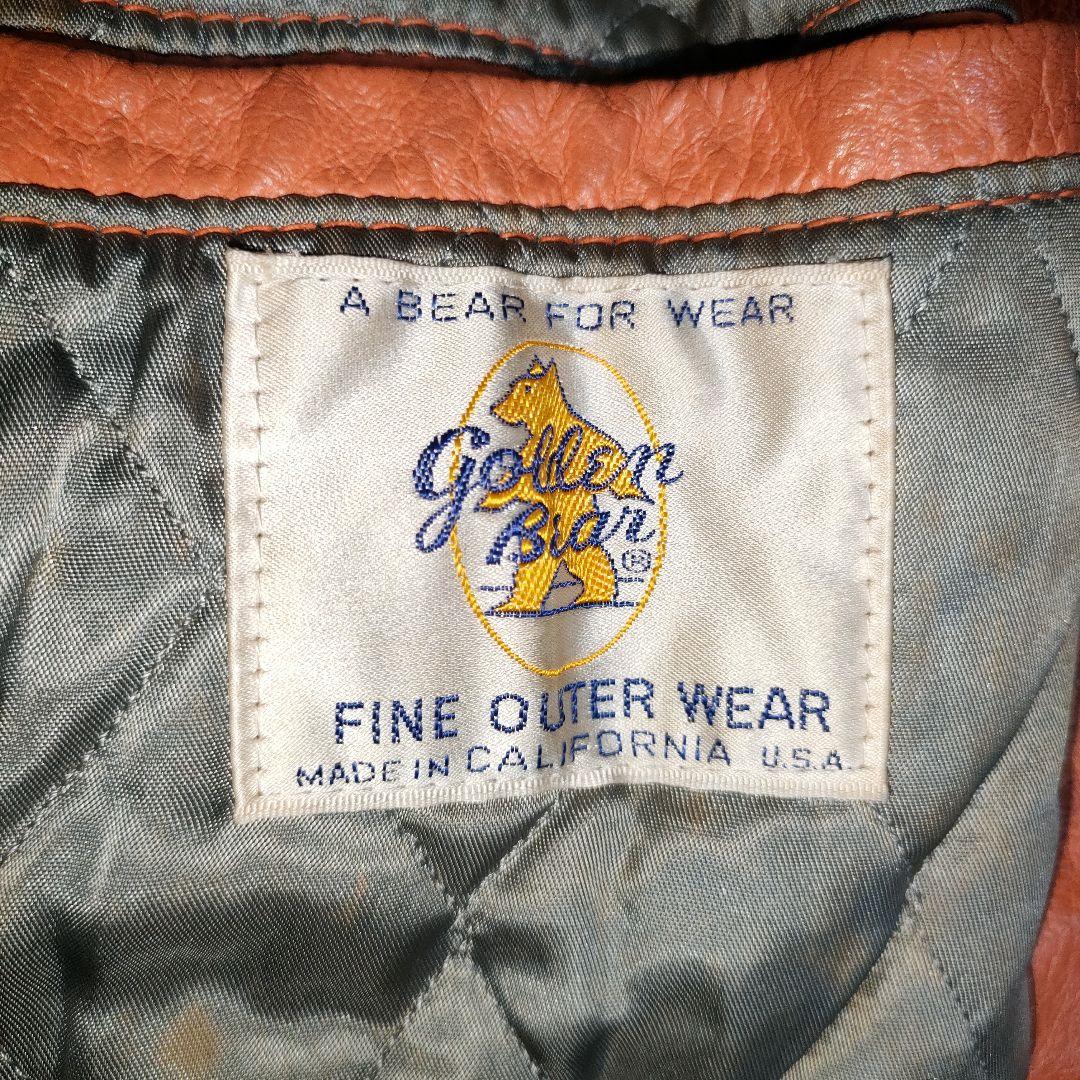 A BEAR FOR WEAR
Golden
Bear ®
FINE OUTER WEAR
MADE IN CALIFORNIA U.S.A.